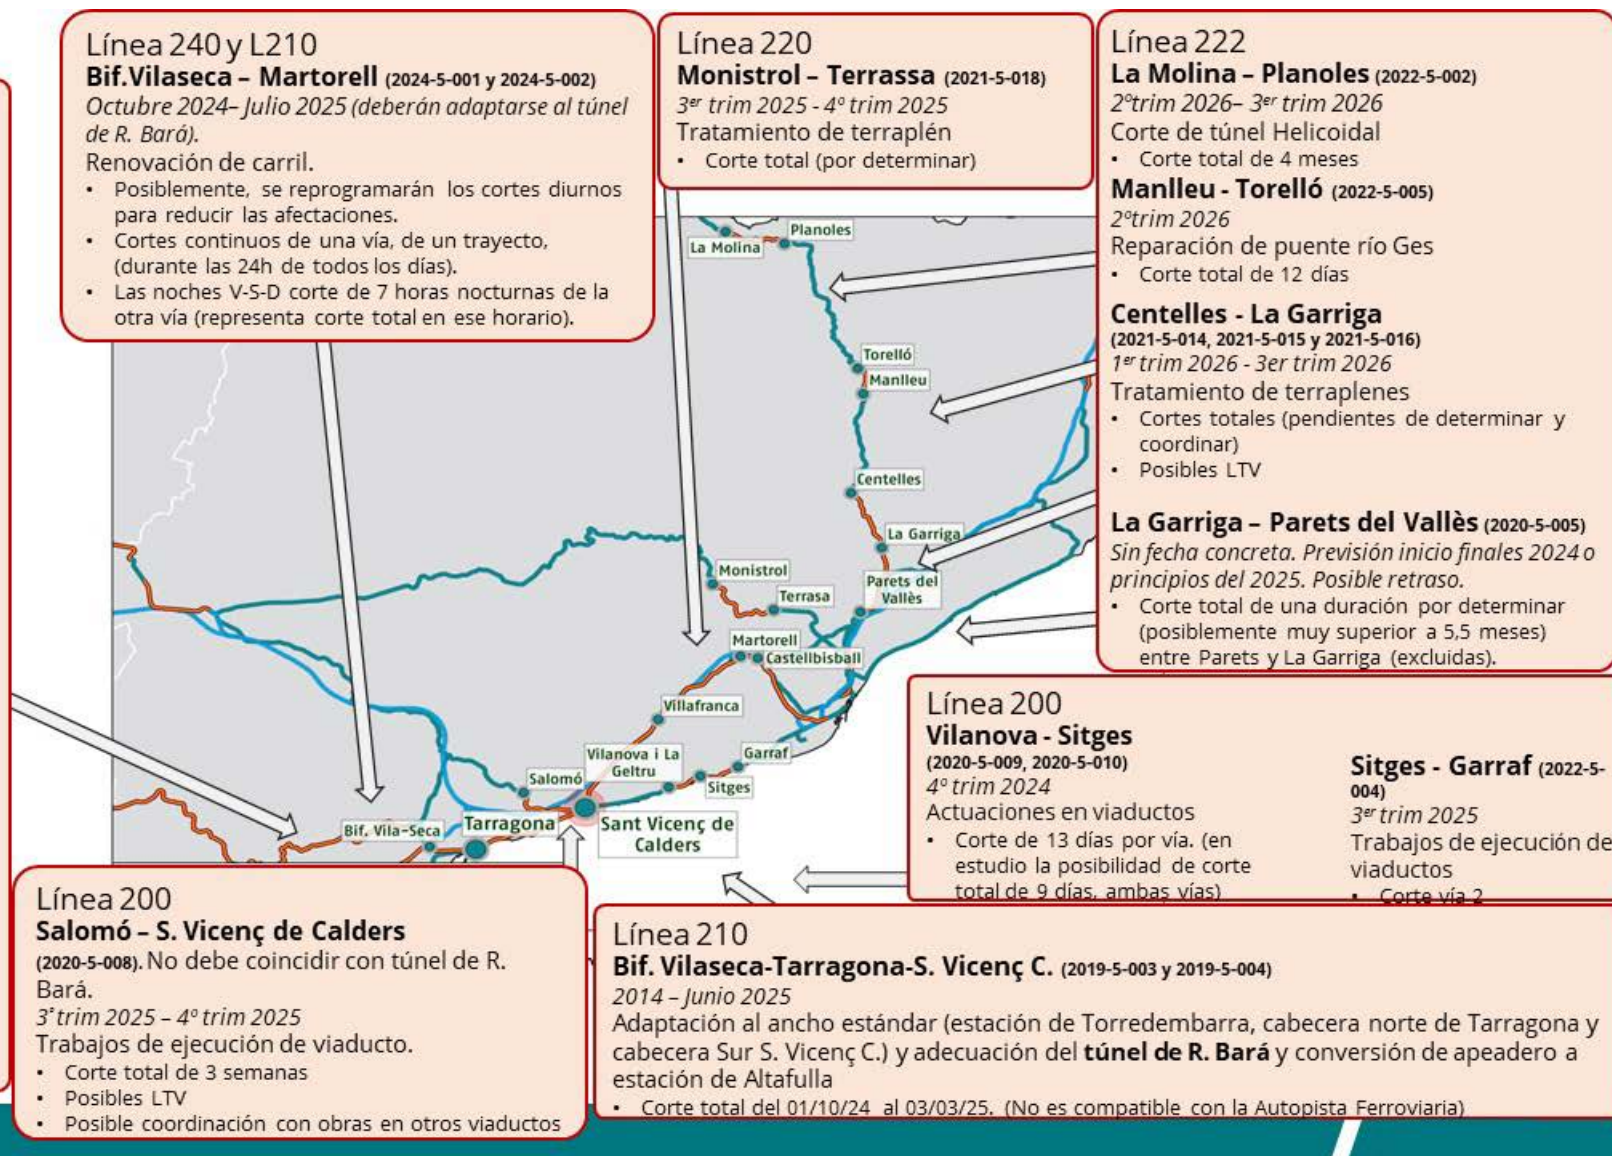 Línea 240 y L210
Bif.Vilaseca – Martorell (2024-5-001 y 2024-5-002)
Octubre 2024– Julio 2025 (deberán adaptarse al túnel
de R. Bará).
Renovación de carril.
• Posiblemente, se reprogramarán los cortes diurnos
para reducir las afectaciones.
• Cortes continuos de una vía, de un trayecto,
(durante las 24h de todos los días).
• Las noches V-S-D corte de 7 horas nocturnas de la
otra vía (representa corte total en ese horario).
Línea 220
Monistrol – Terrassa (2021-5-018)
3er trim 2025 - 4º trim 2025
Tratamiento de terraplén
• Corte total (por determinar)
Línea 222
La Molina – Planoles (2022-5-002)
2ºtrim 2026– 3er trim 2026
Corte de túnel Helicoidal
• Corte total de 4 meses
Manlleu - Torelló (2022-5-005)
2ºtrim 2026
Reparación de puente río Ges
• Corte total de 12 días
Centelles - La Garriga
(2021-5-014, 2021-5-015 y 2021-5-016)
1er trim 2026 - 3er trim 2026
Tratamiento de terraplenes
• Cortes totales (pendientes de determinar y
coordinar)
• Posibles LTV
La Garriga – Parets del Vallès (2020-5-005)
Sin fecha concreta. Previsión inicio finales 2024 o
principios del 2025. Posible retraso.
• Corte total de una duración por determinar
(posiblemente muy superior a 5,5 meses)
entre Parets y La Garriga (excluidas).
La Molina
Planoles
Torelló
Manlleu
Centelles
La Garriga
Monistrol
Parets del
Vallès
Terrasa
Martorell
Castellbisball
Villafranca
Vilanova i La
Geltru
Garraf
Salomó
Sitges
Bif. Vila-Seca
Tarragona
Sant Vicenç de
Calders
Línea 200
Vilanova - Sitges
(2020-5-009, 2020-5-010)
4º trim 2024
Actuaciones en viaductos
• Corte de 13 días por vía. (en
estudio la posibilidad de corte
total de 9 días, ambas vías)
Sitges - Garraf (2022-5-
004)
3er trim 2025
Trabajos de ejecución de
viaductos
• Corte vía 2
Línea 200
Salomó – S. Vicenç de Calders
(2020-5-008). No debe coincidir con túnel de R.
Bará.
3ª trim 2025 – 4º trim 2025
Trabajos de ejecución de viaducto.
• Corte total de 3 semanas
• Posibles LTV
• Posible coordinación con obras en otros viaductos
Línea 210
Bif. Vilaseca-Tarragona-S. Vicenç C. (2019-5-003 y 2019-5-004)
2014 – Junio 2025
Adaptación al ancho estándar (estación de Torredembarra, cabecera norte de Tarragona y
cabecera Sur S. Vicenç C.) y adecuación del túnel de R. Bará y conversión de apeadero a
estación de Altafulla
• Corte total del 01/10/24 al 03/03/25. (No es compatible con la Autopista Ferroviaria)